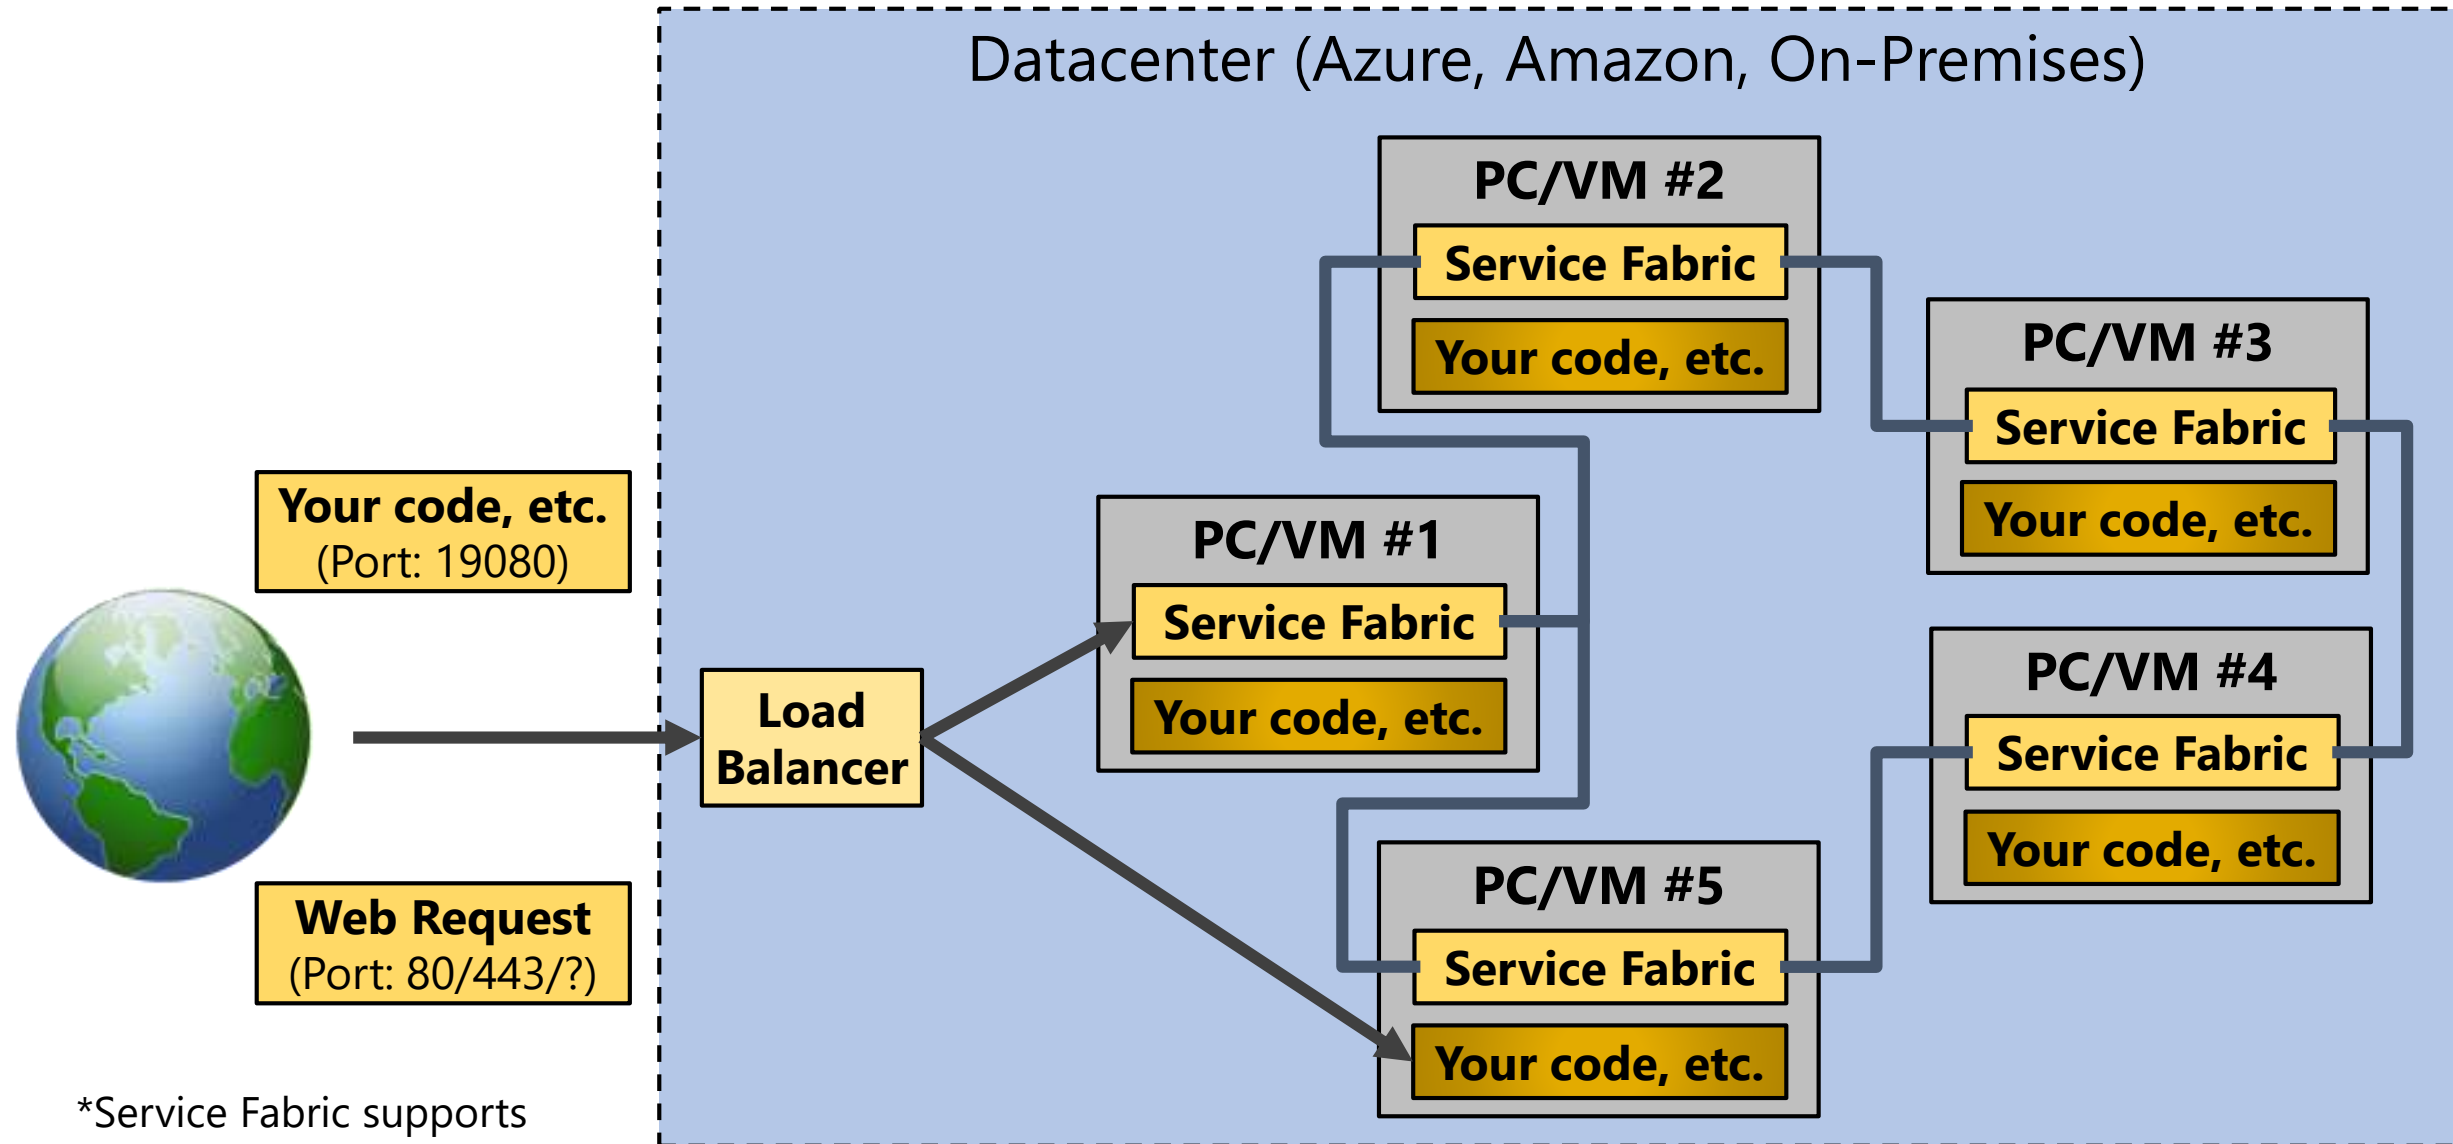 Datacenter (Azure, Amazon, On-Premises)
PC/VM #2
Service Fabric
Your code, etc.
PC/VM #3
Service Fabric
Your code, etc.
Your code, etc.
(Port: 19080)
PC/VM #1
Service Fabric
Your code, etc.
Load
Balancer
PC/VM #4
Service Fabric
Your code, etc.
PC/VM #5
Service Fabric
Your code, etc.
Web Request
(Port: 80/443/?)
*Service Fabric supports